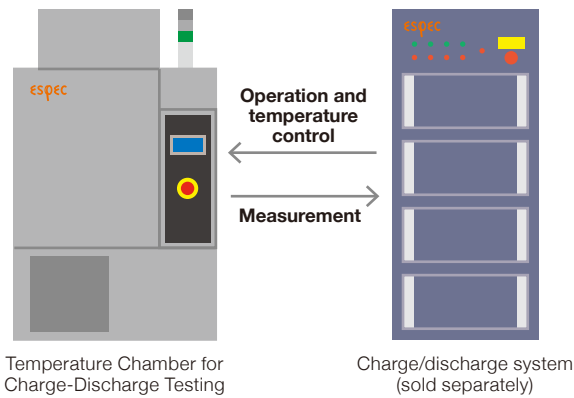 espec
espec
Operation and
temperature
control
Measurement
Temperature Chamber for
Charge-Discharge Testing
Charge/discharge system
(sold separately)